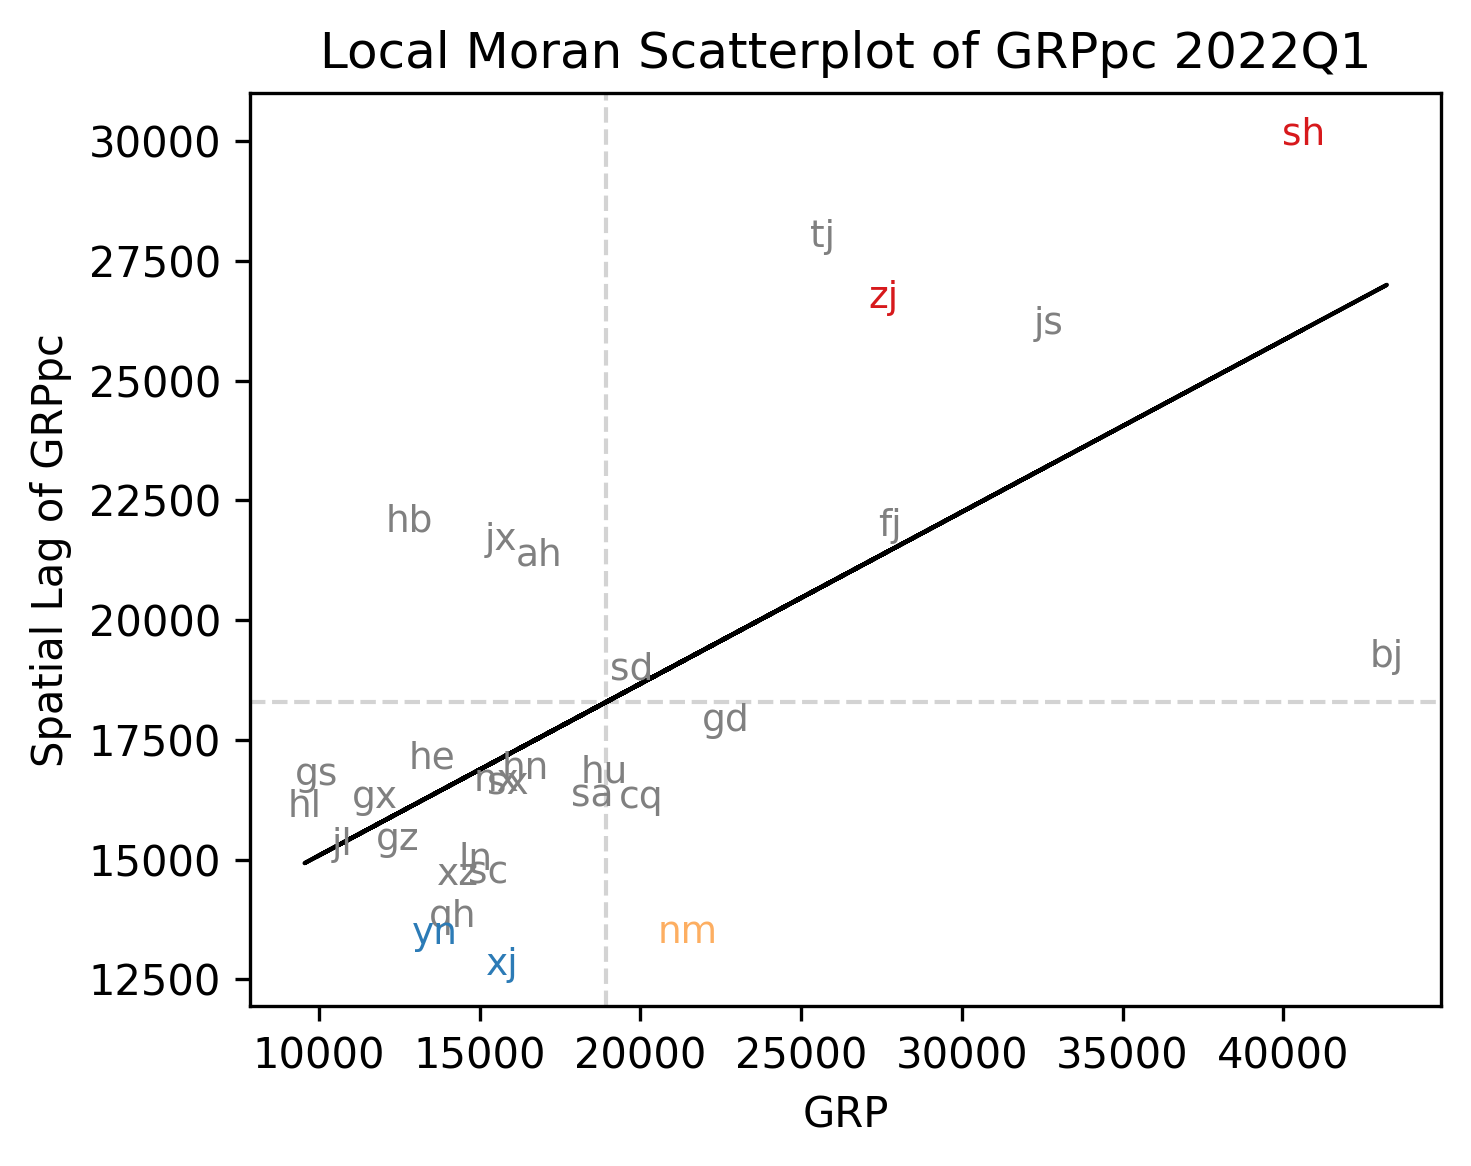 Local Moran Scatterplot of GRPpc 2022Q1
30000
27500
25000
22500
20000
17500
15000
12500
Spatial Lag of GRPpc
sh
tj
zj
js
hb
jx
ah
fj
sd
bj
gd
he
hn
hu
gs
nx
sx
hl
gx
sa
cq
jl
gz
ln
xz
sc
qh
yn
nm
xj
10000 15000 20000 25000 30000 35000 40000
GRP